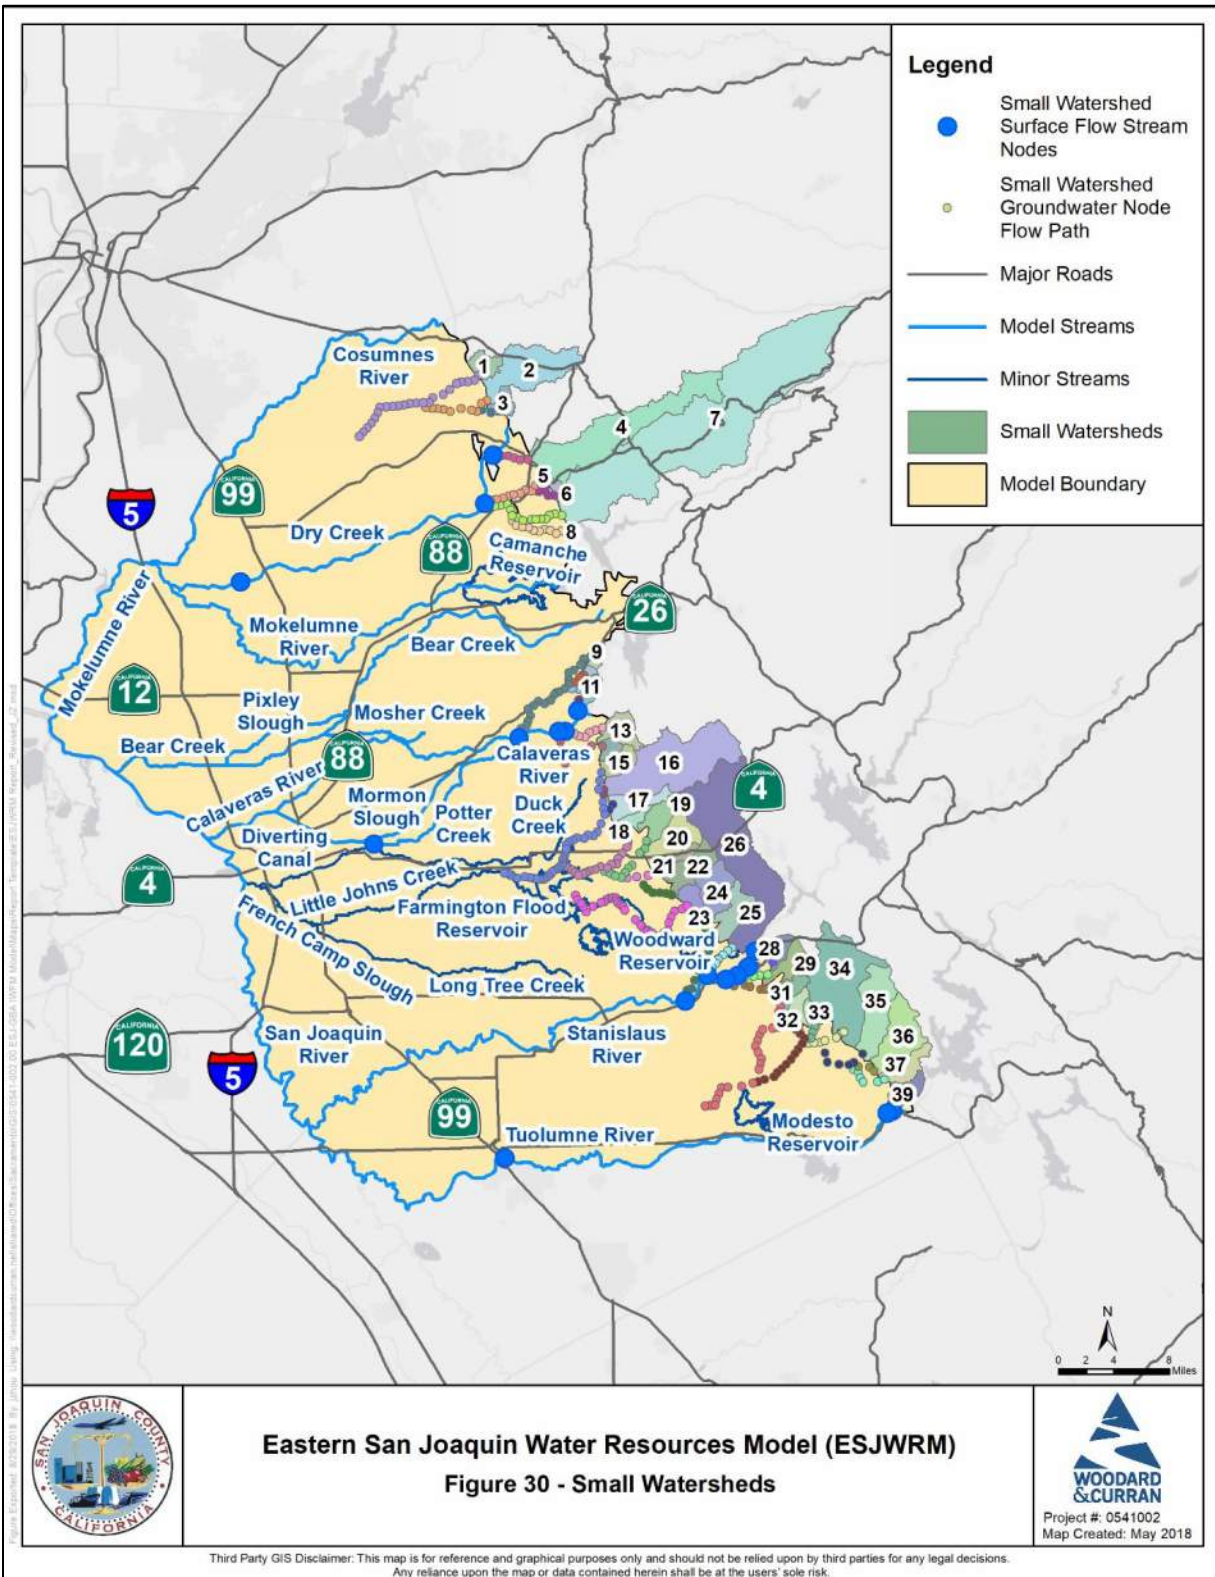 Legend
Small Watershed
Surface Flow Stream
Nodes
Small Watershed
Groundwater Node
Flow Path
Major Roads
Model Streams
Minor Streams
Small Watersheds
Model Boundary
Cosumnes
River
1
2
3
4
7
5
6
8
CALIFORNIA
99
5
Dry Creek
CALIFORNIA
88
Camanche
Reservoir
CALIFORNIA
26
Mokelumne River
Mokelumne
River
Bear Creek
9
11
CALIFORNIA
12
Pixley
Slough
Mosher Creek
Bear Creek
CALIFORNIA
88
Calaveras River
Calaveras
River
13
15
16
CALIFORNIA
4
17
19
Mormon
Slough
Potter
Creek
Duck
Creek
18
20
26
Diverting
Canal
21
22
CALIFORNIA
4
Little Johns Creek
24
Farmington Flood
Reservoir
23
25
French Camp Slough
Woodward
Reservoir
28
29
34
Long Tree Creek
31
35
32
33
CALIFORNIA
120
San Joaquin
River
Stanislaus
River
36
37
5
39
CALIFORNIA
99
Tuolumne River
Modesto
Reservoir
N
0 2 4 8
Miles
SAN JOAQUIN COUNTY
CALIFORNIA
Eastern San Joaquin Water Resources Model (ESJWRM)
Figure 30 - Small Watersheds
WOODARD
&CURRAN
Project #: 0541002
Map Created: May 2018
Third Party GIS Disclaimer: This map is for reference and graphical purposes only and should not be relied upon by third parties for any legal decisions.
Any reliance upon the map or data contained herein shall be at the users' sole risk.